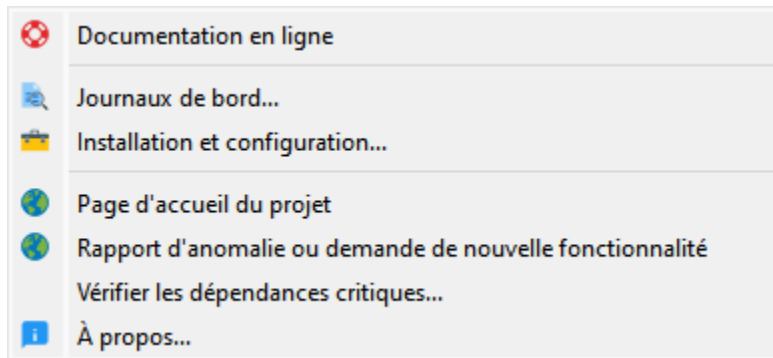 Documentation en ligne
Journaux de bord...
Installation et configuration...
Page d'accueil du projet
Rapport d'anomalie ou demande de nouvelle fonctionnalité
Vérifier les dépendances critiques...
À propos...